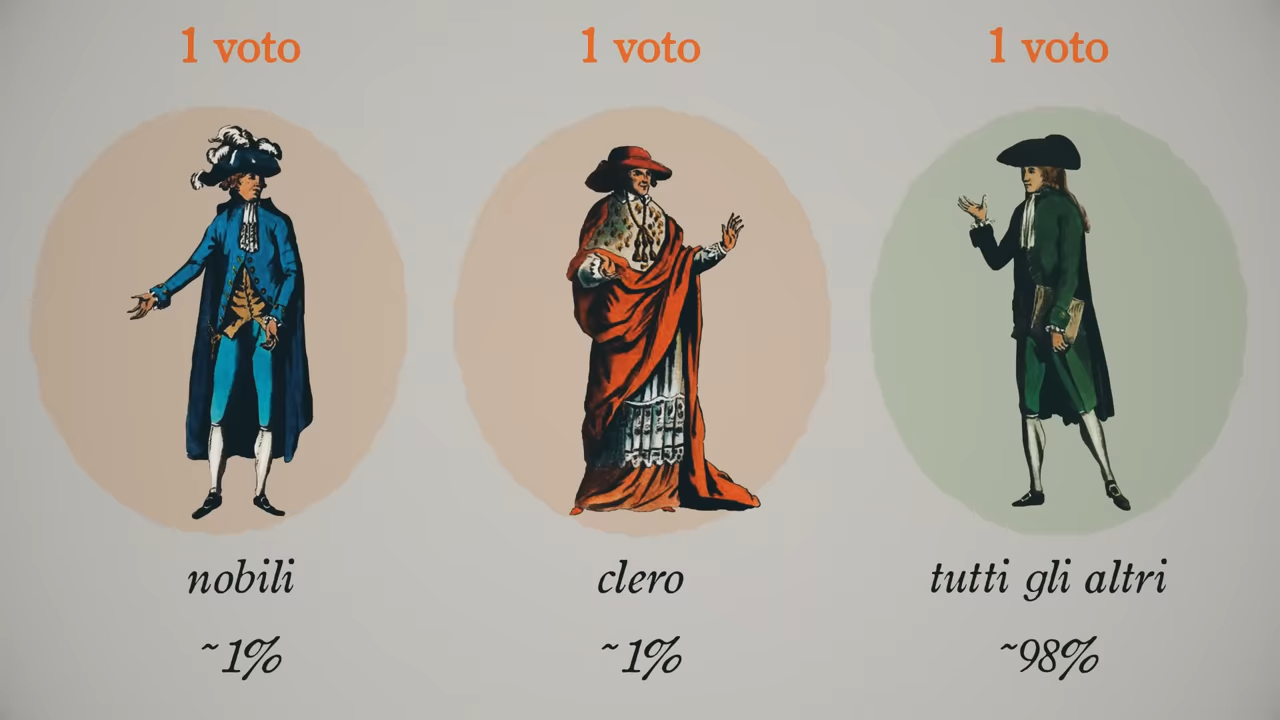 1 voto
1 voto
1 voto
nobili
clero
tutti gli altri
~1%
~1%
~98%